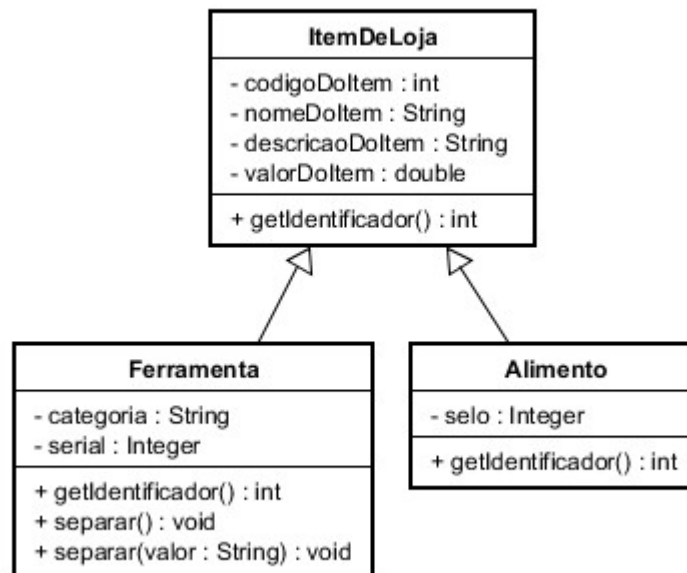 ItemDeLoja
- codigoDoItem : int
- nomeDoItem : String
- descricaoDoItem : String
- valorDoItem : double
+ getIdentificador() : int
Ferramenta
- categoria : String
- serial : Integer
+ getIdentificador() : int
+ separar() : void
+ separar(valor : String) : void
Alimento
- selo : Integer
+ getIdentificador() : int